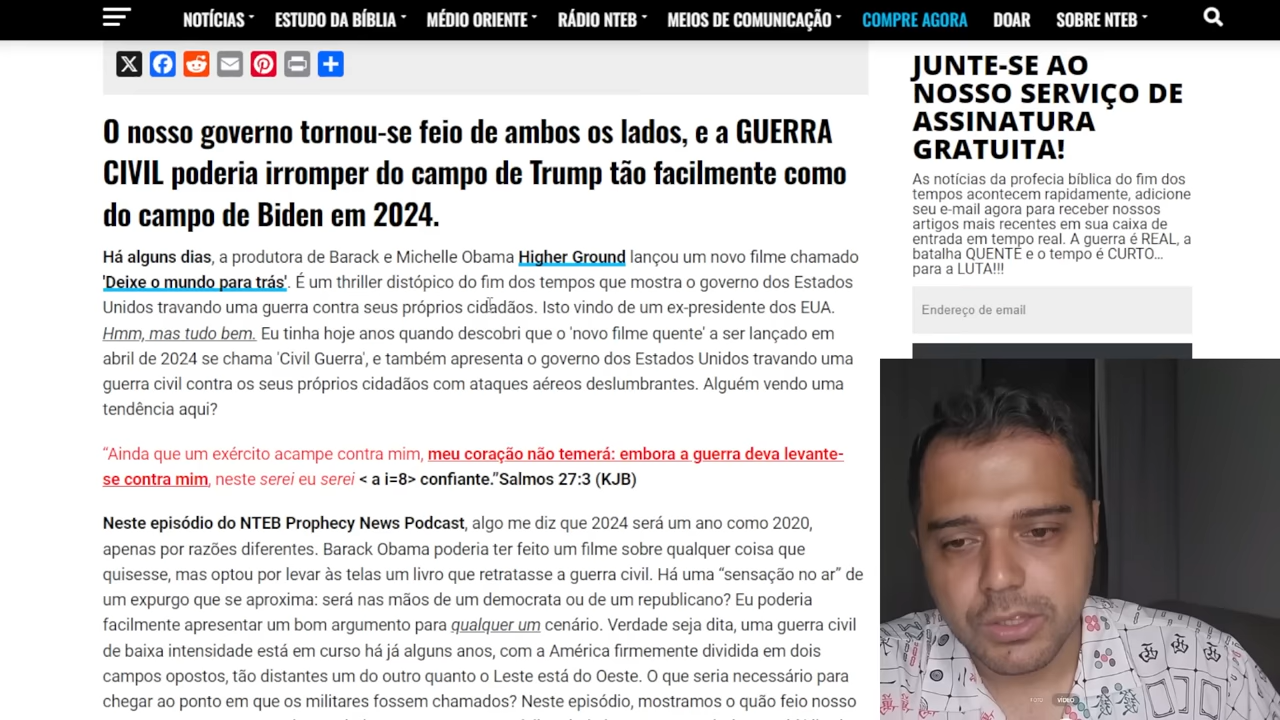 NOTÍCIAS ESTUDO DA BÍBLIA MÉDIO ORIENTE RÁDIO NTEB MEIOS DE COMUNICAÇÃO COMPRE AGORA DOAR SOBRE NTEB
O nosso governo tornou-se feio de ambos os lados, e a GUERRA
CIVIL poderia irromper do campo de Trump tão facilmente como
do campo de Biden em 2024.
Há alguns dias, a produtora de Barack e Michelle Obama Higher Ground lançou um novo filme chamado
'Deixe o mundo para trás'. É um thriller distópico do fim dos tempos que mostra o governo dos Estados
Unidos travando uma guerra contra seus próprios cidadãos. Isto vindo de um ex-presidente dos EUA.
Hmm, mas tudo bem. Eu tinha hoje anos quando descobri que o 'novo filme quente' a ser lançado em
abril de 2024 se chama 'Civil Guerra', e também apresenta o governo dos Estados Unidos travando uma
guerra civil contra os seus próprios cidadãos com ataques aéreos deslumbrantes. Alguém vendo uma
tendência aqui?
“Ainda que um exército acampe contra mim, meu coração não temerá: embora a guerra deva levante-
se contra mim, neste serei eu serei < a i=8> confiante.”Salmos 27:3 (KJB)
Neste episódio do NTEB Prophecy News Podcast, algo me diz que 2024 será um ano como 2020,
apenas por razões diferentes. Barack Obama poderia ter feito um filme sobre qualquer coisa que
quisesse, mas optou por levar às telas um livro que retratasse a guerra civil. Há uma “sensação no ar” de
um expurgo que se aproxima: será nas mãos de um democrata ou de um republicano? Eu poderia
facilmente apresentar um bom argumento para qualquer um cenário. Verdade seja dita, uma guerra civil
de baixa intensidade está em curso há já alguns anos, com a América firmemente dividida em dois
campos opostos, tão distantes um do outro quanto o Leste está do Oeste. O que seria necessário para
chegar ao ponto em que os militares fossem chamados? Neste episódio, mostramos o quão feio nosso
JUNTE-SE AO
NOSSO SERVIÇO DE
ASSINATURA
GRATUITA!
As notícias da profecia bíblica do fim dos
tempos acontecem rapidamente, adicione
seu e-mail agora para receber nossos
artigos mais recentes em sua caixa de
entrada em tempo real. A guerra é REAL, a
batalha QUENTE e o tempo é CURTO...
para a LUTA!!!
Endereço de email
FOTO VÍDEO